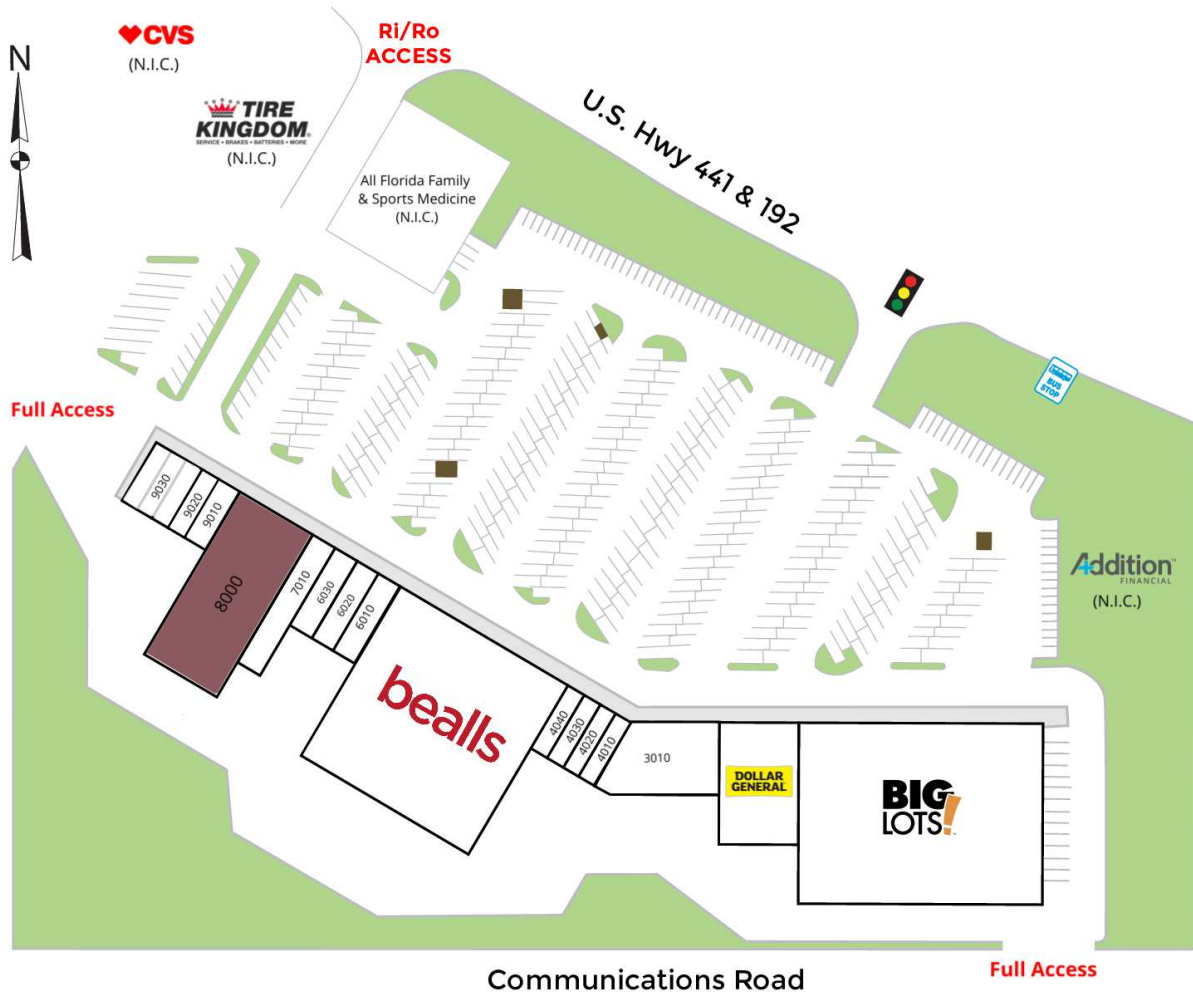 N
CVS
(N.I.C.)
Ri/Ro
ACCESS
TIRE
KINGDOM
SERVICE • BRAKES • BATTERIES • MORE
(N.I.C.)
U.S. Hwy 441 & 192
All Florida Family
& Sports Medicine
(N.I.C.)
BUS
STOP
Full Access
9030
9020
9010
8000
7010
6030
6020
6010
bealls
4040
4030
4020
4010
3010
DOLLAR
GENERAL
BIG
LOTS!
Addition
FINANCIAL
(N.I.C.)
Communications Road
Full Access